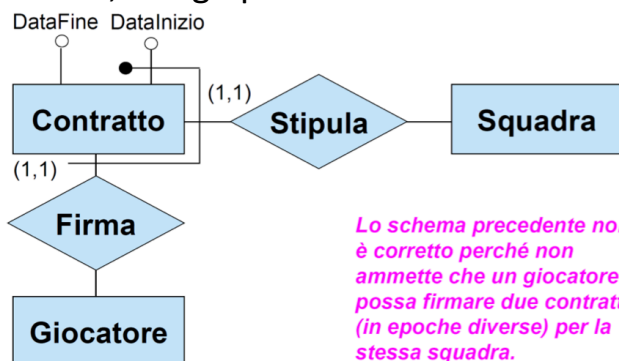 DataFine DataInizio
(1,1)
Contratto
Stipula
Squadra
(1,1)
Firma
Lo schema precedente no
è corretto perché non
ammette che un giocatore
possa firmare due contrat
(in epoche diverse) per la
stessa squadra.
Giocatore